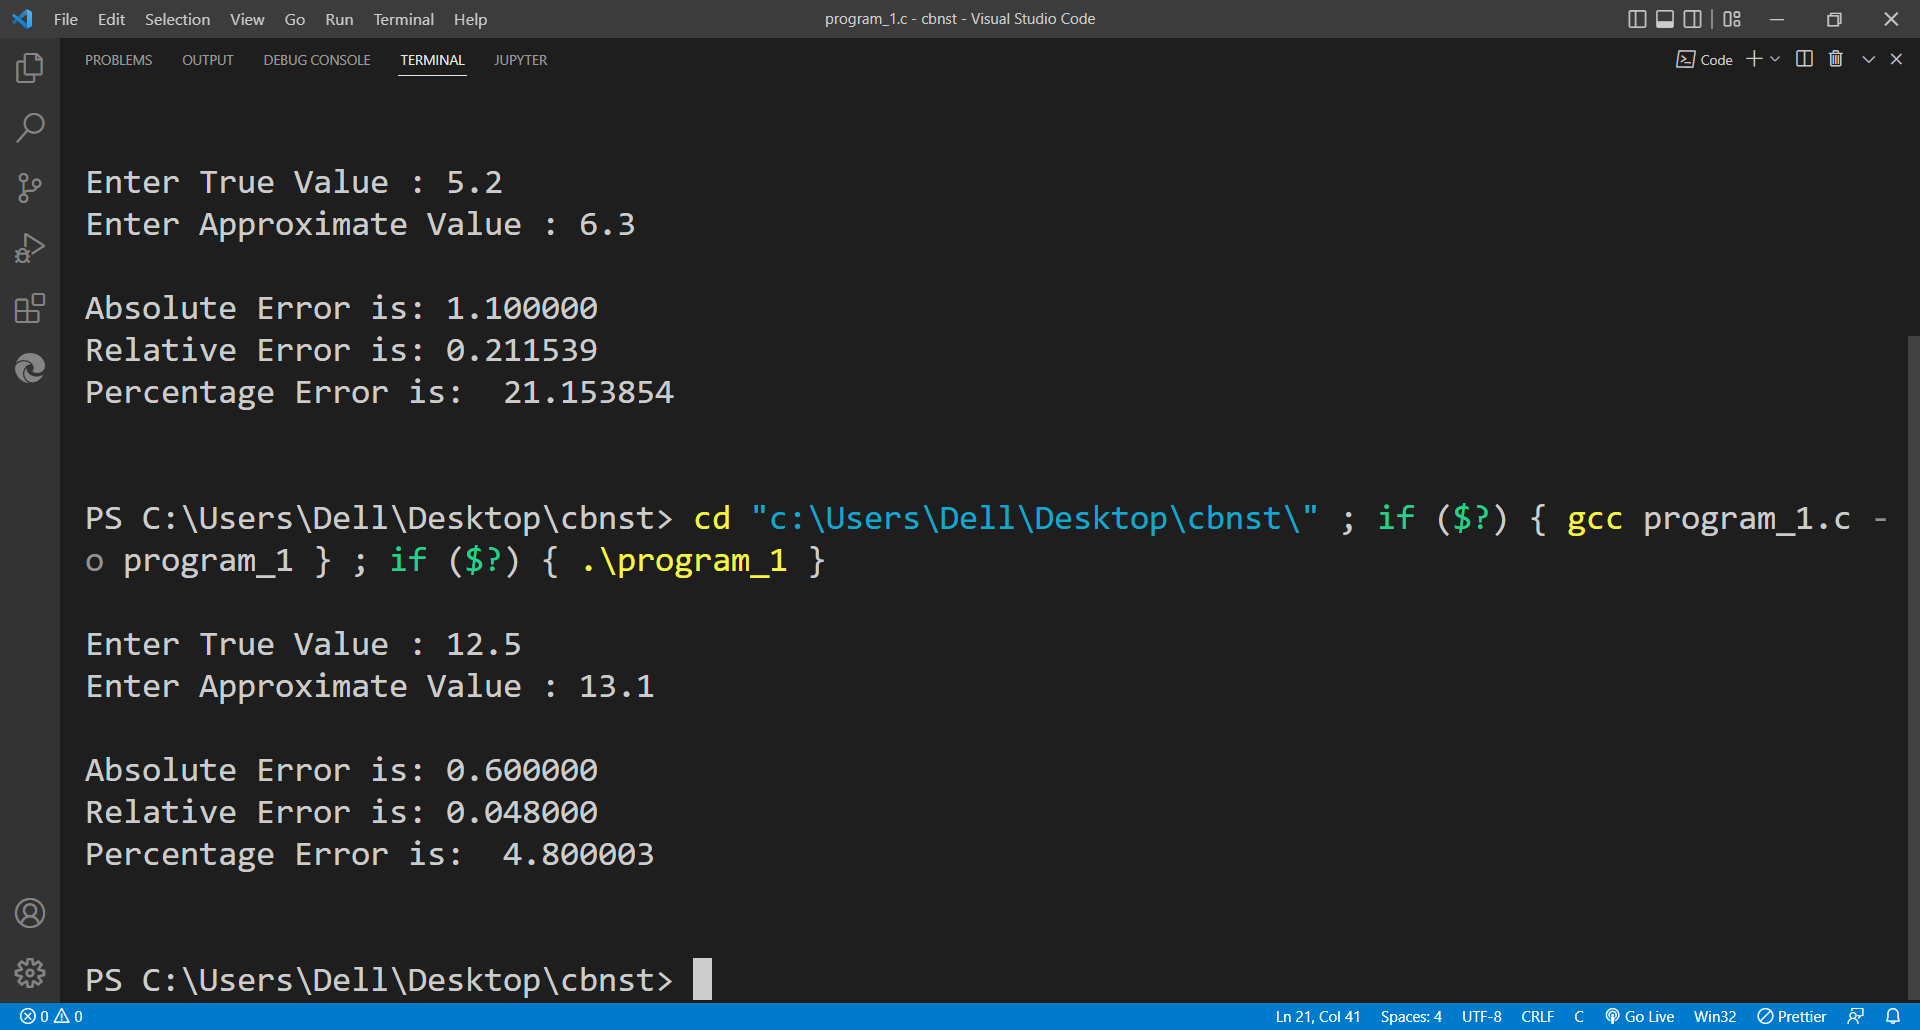 File Edit Selection View Go Run Terminal Help program_1.c - cbnst - Visual Studio Code
PROBLEMS OUTPUT DEBUG CONSOLE TERMINAL JUPYTER Code
Enter True Value : 5.2
Enter Approximate Value : 6.3
Absolute Error is: 1.100000
Relative Error is: 0.211539
Percentage Error is:  21.153854
PS C:\Users\Dell\Desktop\cbnst> cd "c:\Users\Dell\Desktop\cbnst\" ; if ($?) { gcc program_1.c -
o program_1 } ; if ($?) { .\program_1 }
Enter True Value : 12.5
Enter Approximate Value : 13.1
Absolute Error is: 0.600000
Relative Error is: 0.048000
Percentage Error is:  4.800003
PS C:\Users\Dell\Desktop\cbnst>
0 0 Ln 21, Col 41 Spaces: 4 UTF-8 CRLF C Go Live Win32 Prettier